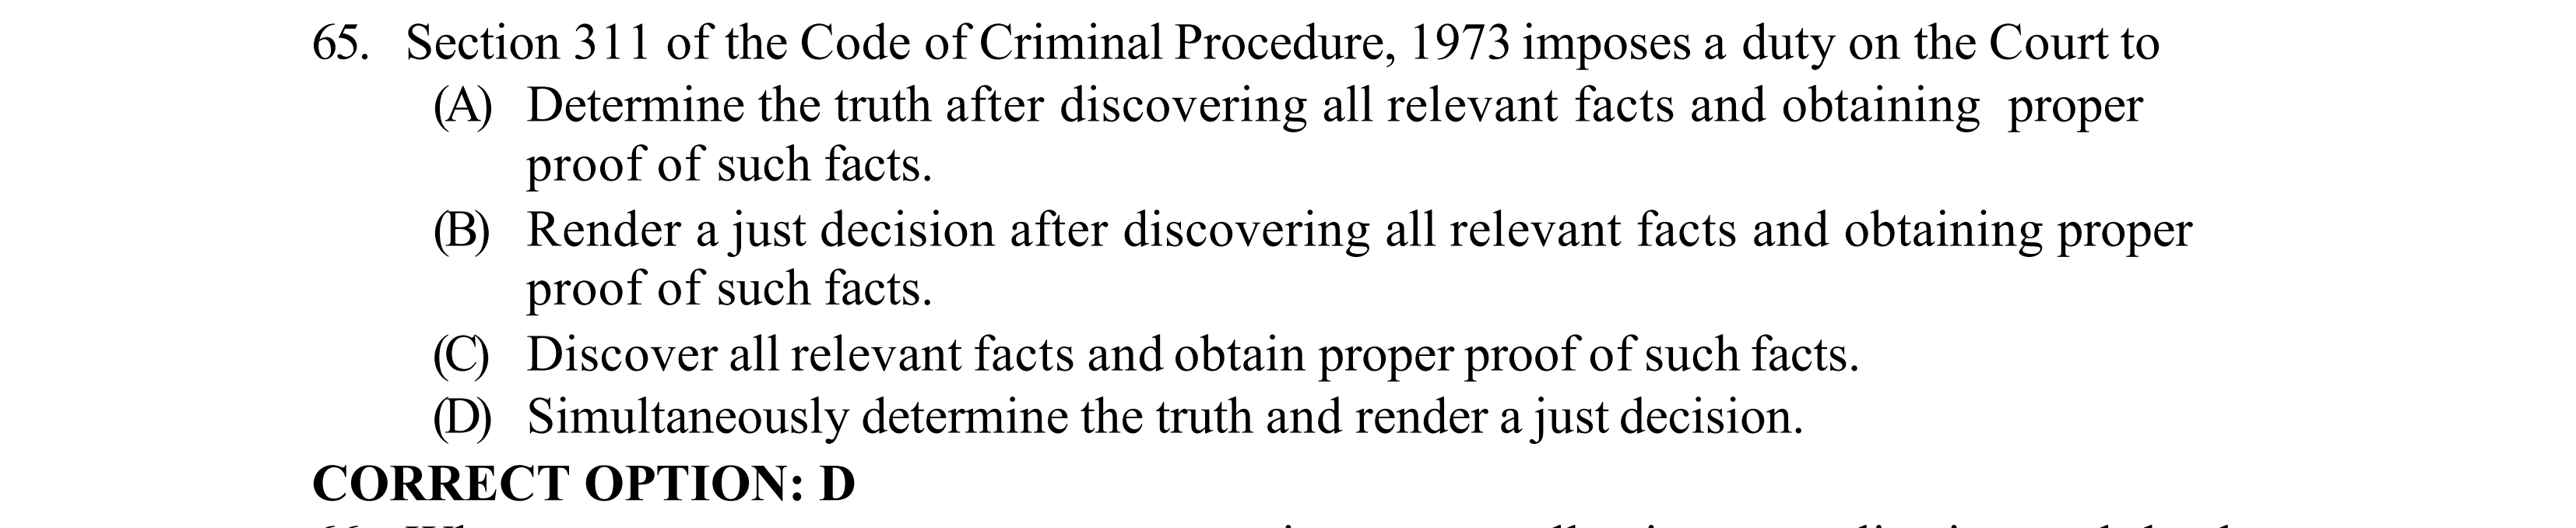 65. Section 311 of the Code of Criminal Procedure, 1973 imposes a duty on the Court to
(A) Determine the truth after discovering all relevant facts and obtaining proper
proof of such facts.
(B) Render a just decision after discovering all relevant facts and obtaining proper
proof of such facts.
(C) Discover all relevant facts and obtain proper proof of such facts.
(D) Simultaneously determine the truth and render a just decision.
CORRECT OPTION: D